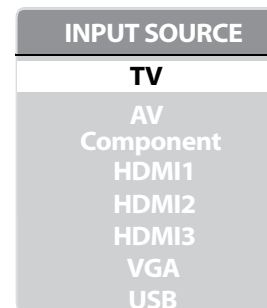 INPUT SOURCE
TV
AV
Component
HDMI1
HDMI2
HDMI3
VGA
USB